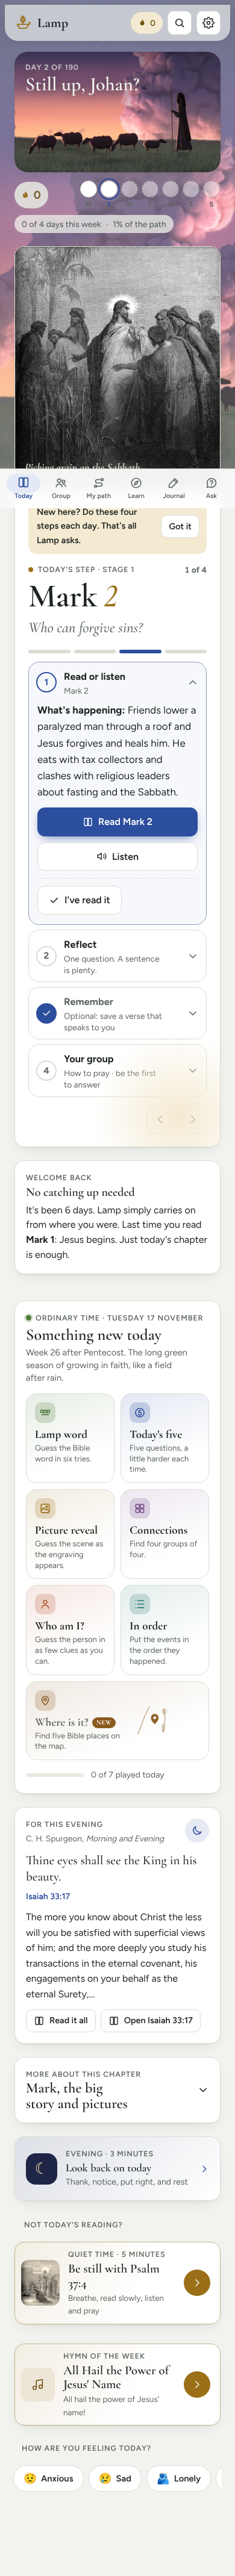 Lamp
0
DAY 2 OF 190
Still up, Johan?
0
S
0 of 4 days this week · 1% of the path
Picking grain on the Sabbath
Today
Group
My path
Learn
Journal
Ask
New here? Do these four
steps each day. That's all
Lamp asks.
Got it
TODAY'S STEP · STAGE 1
1 of 4
Mark 2
Who can forgive sins?
1
Read or listen
Mark 2
What's happening: Friends lower a
paralyzed man through a roof and
Jesus forgives and heals him. He
eats with tax collectors and
clashes with religious leaders
about fasting and the Sabbath.
Read Mark 2
Listen
I've read it
2
Reflect
One question. A sentence
is plenty.
Remember
Optional: save a verse that
speaks to you
4
Your group
How to pray · be the first
to answer
WELCOME BACK
No catching up needed
It's been 6 days. Lamp simply carries on
from where you were. Last time you read
Mark 1: Jesus begins. Just today's chapter
is enough.
ORDINARY TIME · TUESDAY 17 NOVEMBER
Something new today
Week 26 after Pentecost. The long green
season of growing in faith, like a field
after rain.
Lamp word
Guess the Bible
word in six tries.
Today's five
Five questions, a
little harder each
time.
Picture reveal
Guess the scene as
the engraving
appears.
Connections
Find four groups of
four.
Who am I?
Guess the person in
as few clues as you
can.
In order
Put the events in
the order they
happened.
Where is it? NEW
Find five Bible places on
the map.
0 of 7 played today
FOR THIS EVENING
C. H. Spurgeon, Morning and Evening
Thine eyes shall see the King in his
beauty.
Isaiah 33:17
The more you know about Christ the less
will you be satisfied with superficial views
of him; and the more deeply you study his
transactions in the eternal covenant, his
engagements on your behalf as the
eternal Surety,...
Read it all
Open Isaiah 33:17
MORE ABOUT THIS CHAPTER
Mark, the big
story and pictures
EVENING · 3 MINUTES
Look back on today
Thank, notice, put right, and rest
NOT TODAY'S READING?
QUIET TIME · 5 MINUTES
Be still with Psalm
37:4
Breathe, read slowly, listen
and pray
HYMN OF THE WEEK
All Hail the Power of
Jesus' Name
All hail the power of Jesus'
name!
HOW ARE YOU FEELING TODAY?
Anxious
Sad
Lonely